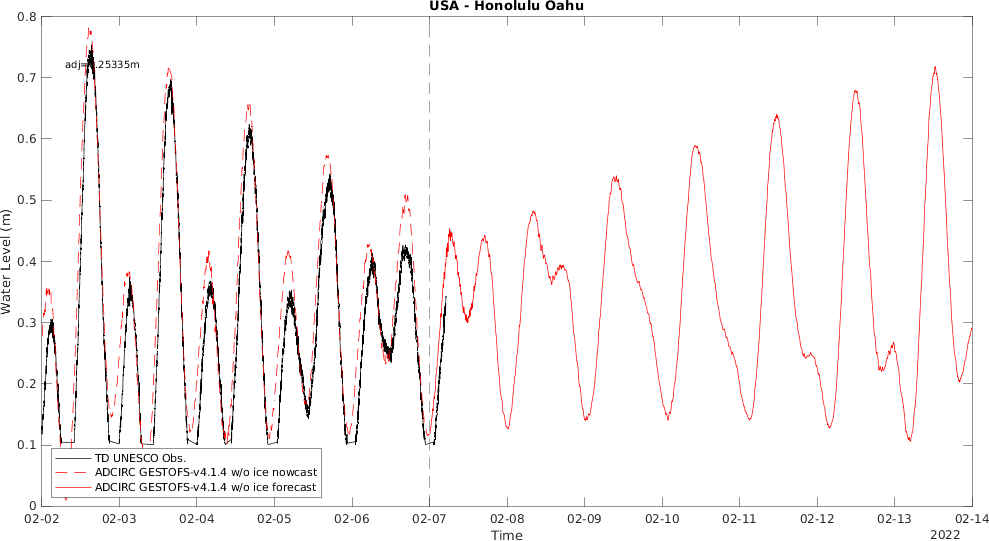 USA - Honolulu Oahu
0.8
0.7
0.6
0.5
0.4
0.3
0.2
0.1
0
Water Level (m)
TD UNESCO Obs.
ADCIRC GESTOFS-v4.1.4 w/o ice nowcast
ADCIRC GESTOFS-v4.1.4 w/o ice forecast
02-02 02-03 02-04 02-05 02-06 02-07 02-08 02-09 02-10 02-11 02-12 02-13 02-14
Time
2022